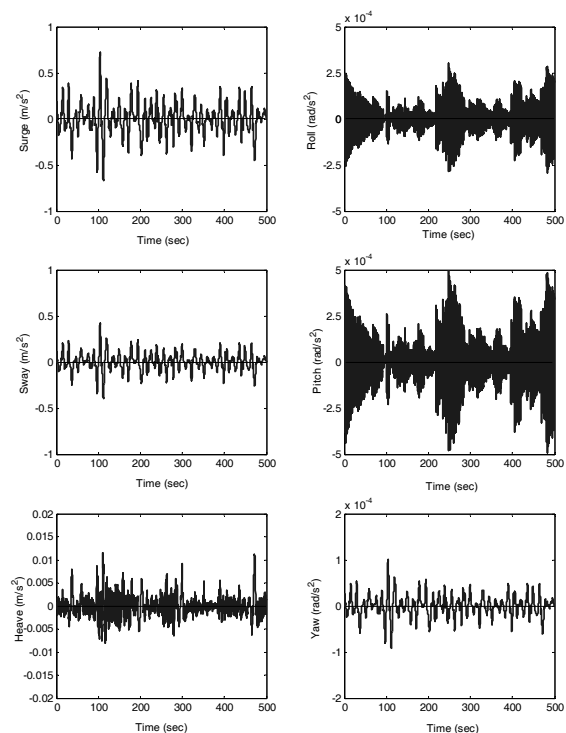 1
0.5
0
-0.5
-1
Surge (m/s2)
0 100 200 300 400 500
Time (sec)
x 10-4
5
2.5
0
-2.5
-5
Roll (rad/s2)
0 100 200 300 400 500
Time (sec)
1
0.5
0
-0.5
-1
Sway (m/s2)
0 100 200 300 400 500
Time (sec)
x 10-4
5
2.5
0
-2.5
-5
Pitch (rad/s2)
0 100 200 300 400 500
Time (sec)
0.02
0.015
0.01
0.005
0
-0.005
-0.01
-0.015
-0.02
Heave (m/s2)
0 100 200 300 400 500
Time (sec)
x 10-4
2
1
0
-1
-2
Yaw (rad/s2)
0 100 200 300 400 500
Time (sec)